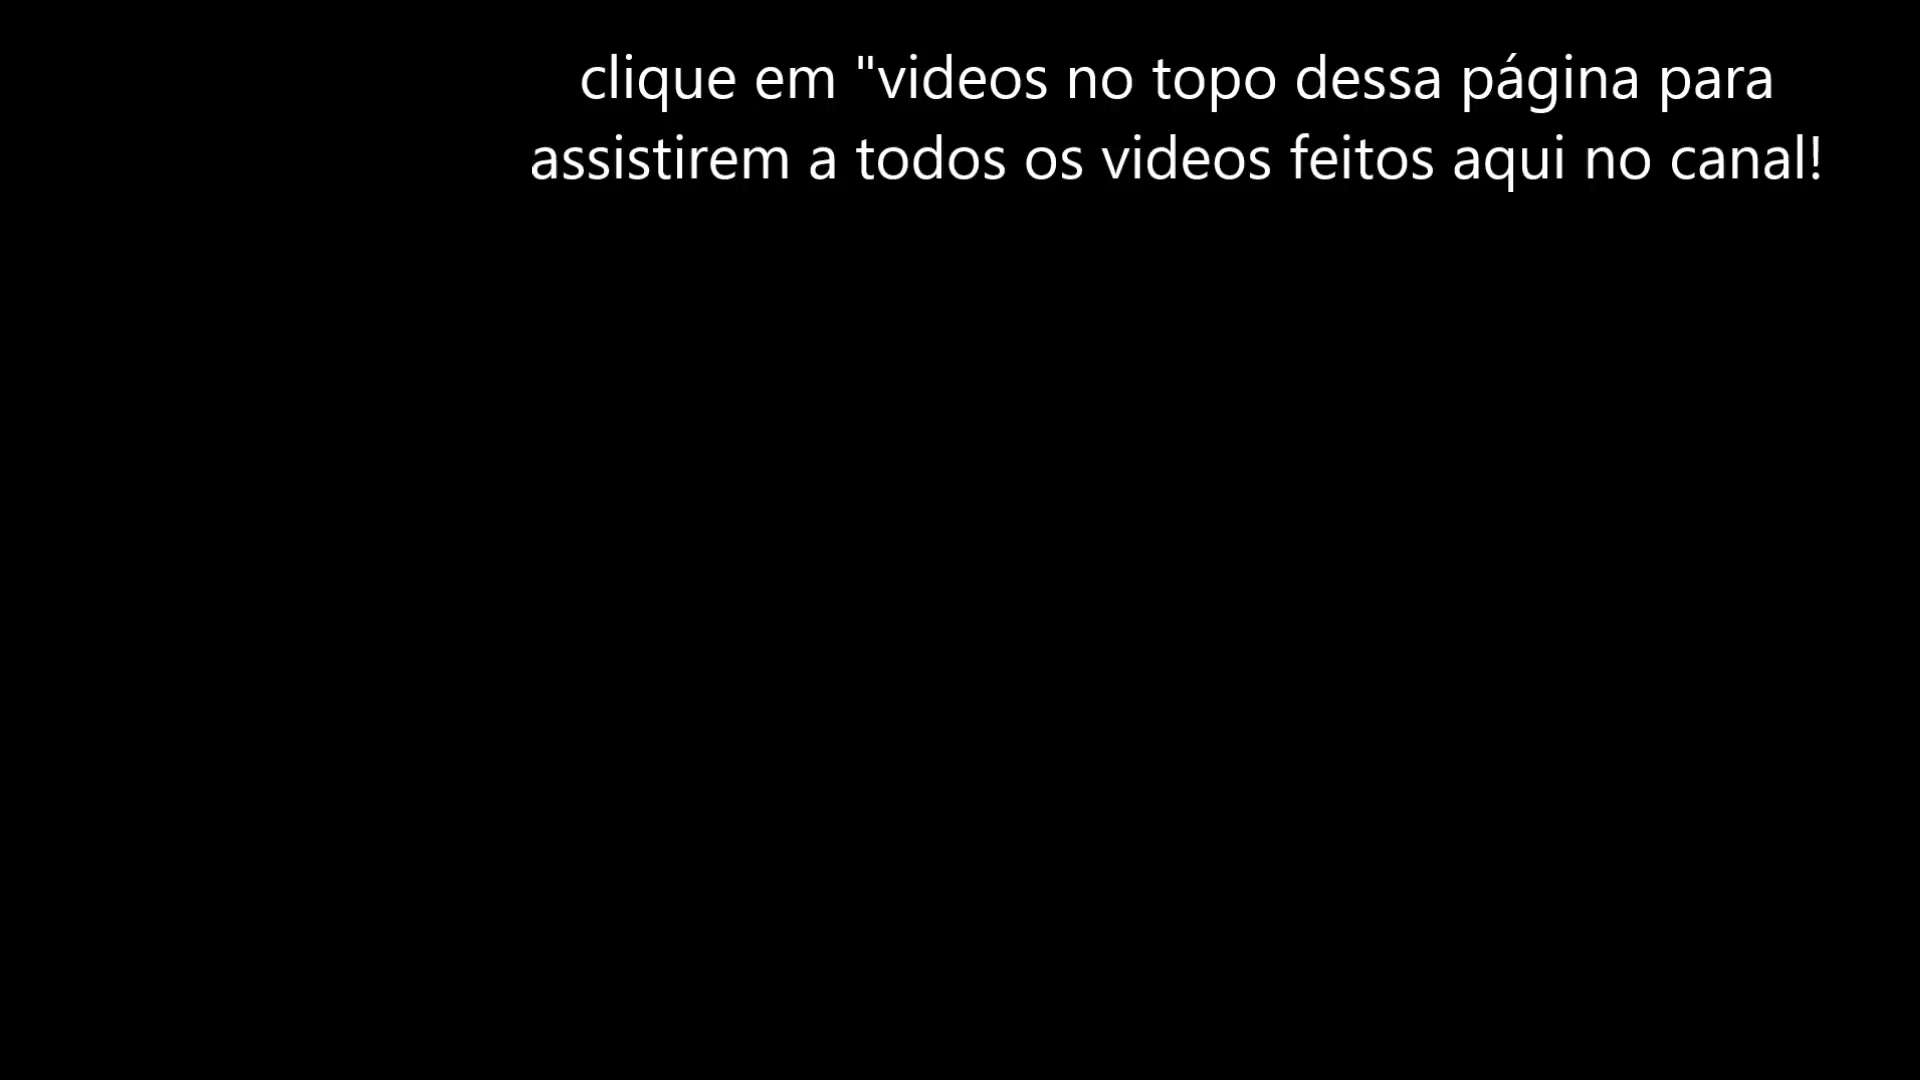 clique em "videos no topo dessa página para
assistirem a todos os videos feitos aqui no canal!